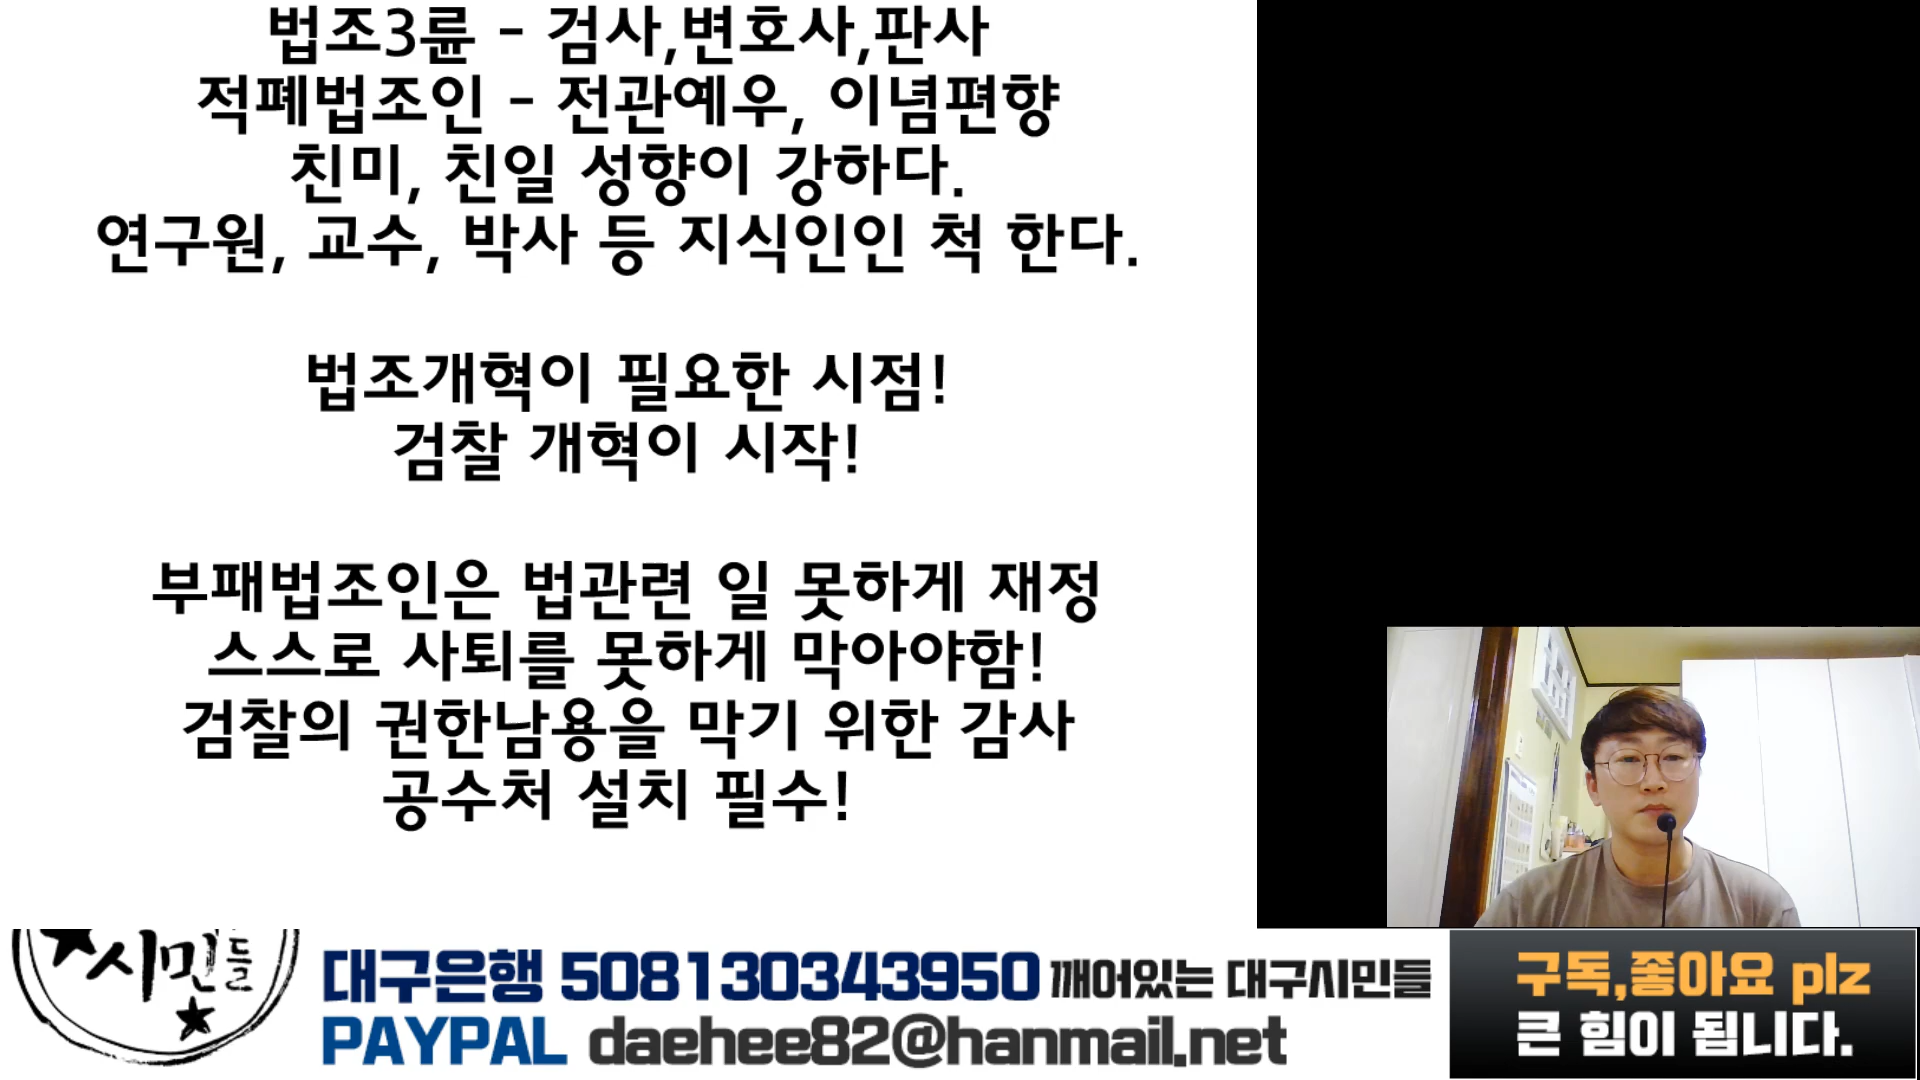 법조3륜 - 검사,변호사,판사
적폐법조인 - 전관예우, 이념편향
친미, 친일 성향이 강하다.
연구원, 교수, 박사 등 지식인인 척 한다.
법조개혁이 필요한 시점!
검찰 개혁이 시작!
부패법조인은 법관련 일 못하게 재정
스스로 사퇴를 못하게 막아야함!
검찰의 권한남용을 막기 위한 감사
공수처 설치 필수!
시민들
대구은행 508130343950 깨어있는 대구시민들
PAYPAL daehee82@hanmail.net
구독,좋아요 plz
큰 힘이 됩니다.